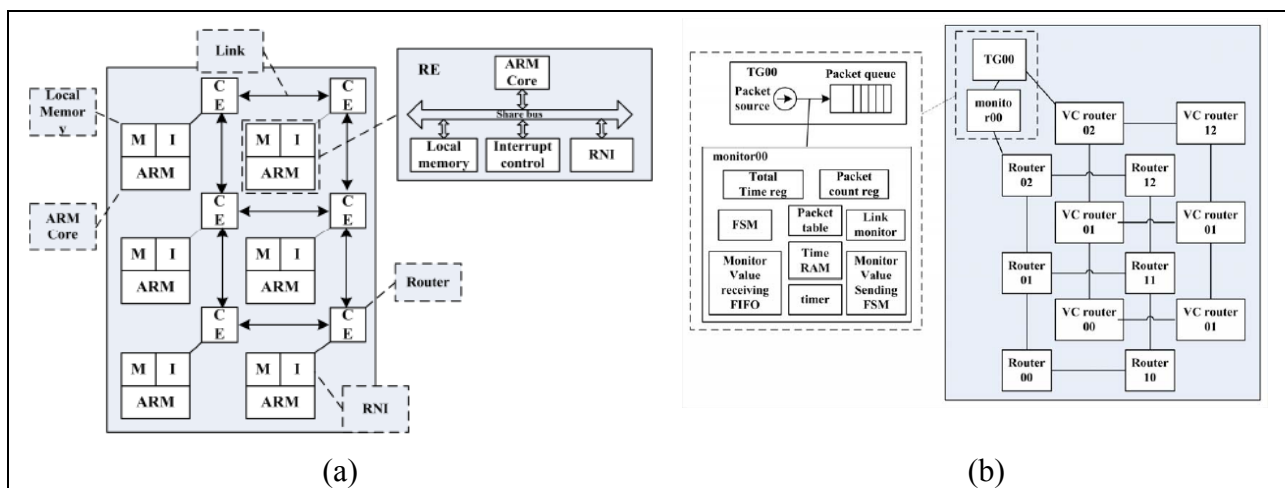 Link
C
E
C
E
Local
Memor
y
M I
ARM
M I
ARM
ARM
Core
C
E
C
E
M I
ARM
M I
ARM
Router
C
E
C
E
M I
ARM
M I
ARM
RNI
RE
ARM
Core
Share bus
Local
memory
Interrupt
control
RNI
(a)
TG00
Packet
source
Packet queue
monitor00
Total
Time reg
Packet
count reg
FSM
Packet
table
Link
monitor
Monitor
Value
receiving
FIFO
Time
RAM
timer
Monitor
Value
Sending
FSM
TG00
monito
r00
VC router
02
VC router
12
Router
02
Router
12
VC router
01
VC router
01
Router
01
Router
11
VC router
00
VC router
01
Router
00
Router
10
(b)